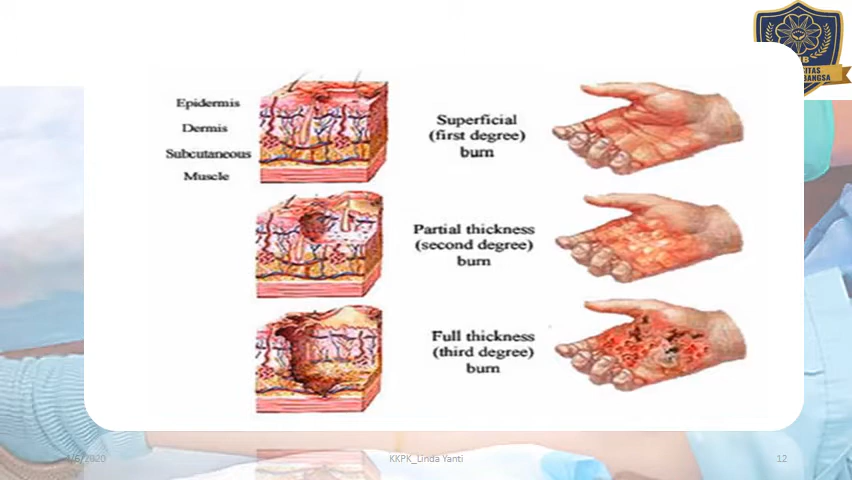 Epidermis
Dermis
Subcutaneous
Muscle
Superficial
(first degree)
burn
Partial thickness
(second degree)
burn
Full thickness
(third degree)
burn
KKPK_Linda Yanti
12